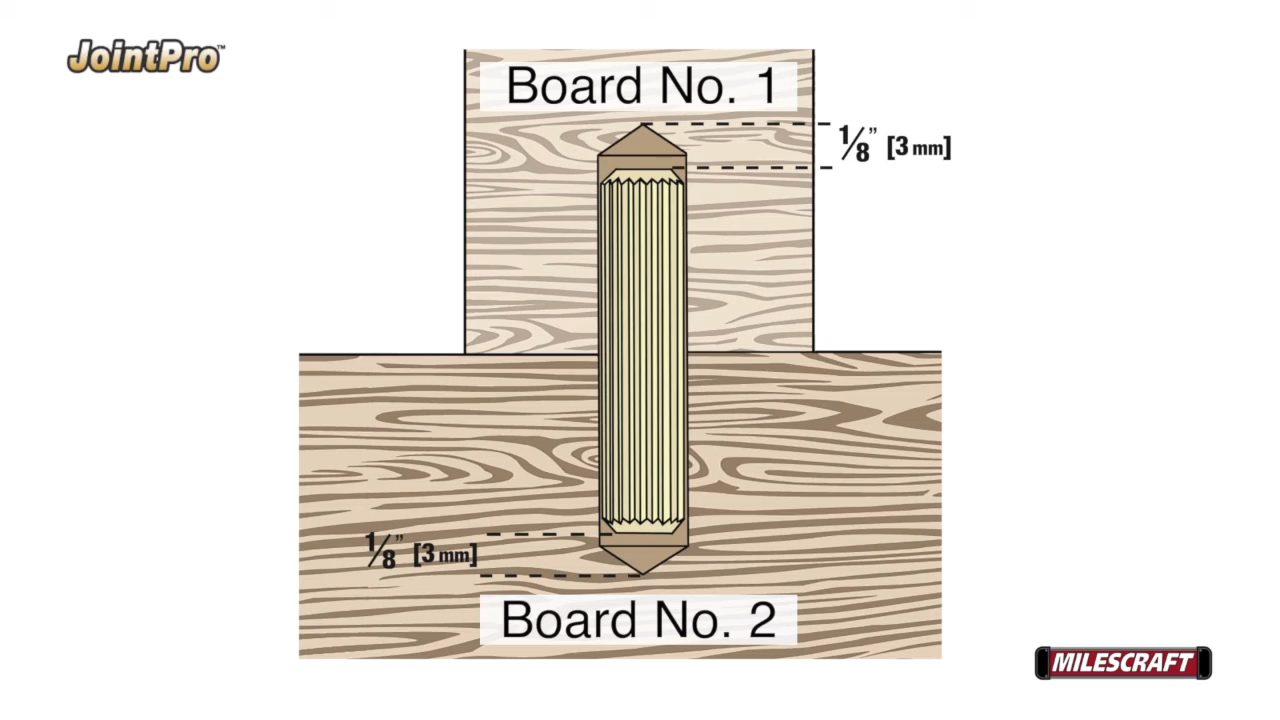 JointPro™
Board No. 1
1/8" [3 mm]
1/8" [3 mm]
Board No. 2
MILESCRAFT